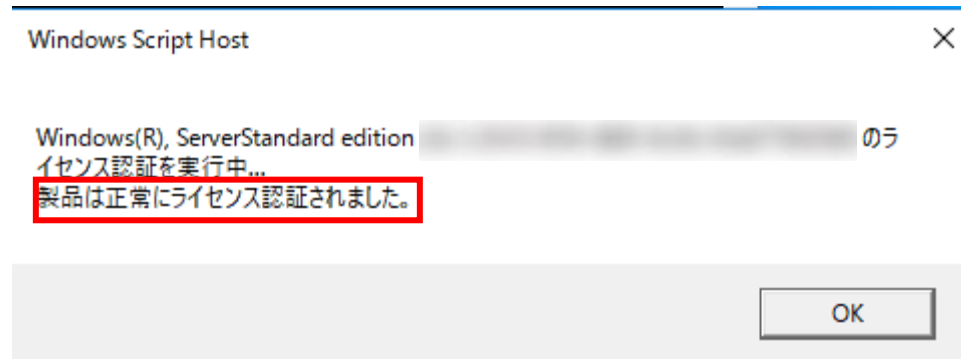 Windows Script Host
Windows(R), ServerStandard edition のラ
イセンス認証を実行中...
製品は正常にライセンス認証されました。
OK